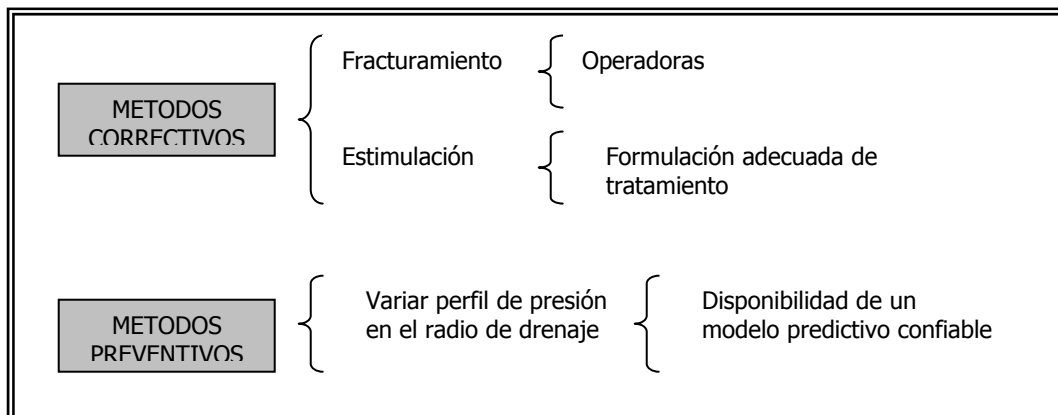 Fracturamiento
Operadoras
METODOS
CORRECTIVOS
Estimulación
Formulación adecuada de
tratamiento
Variar perfil de presión
en el radio de drenaje
Disponibilidad de un
modelo predictivo confiable
METODOS
PREVENTIVOS